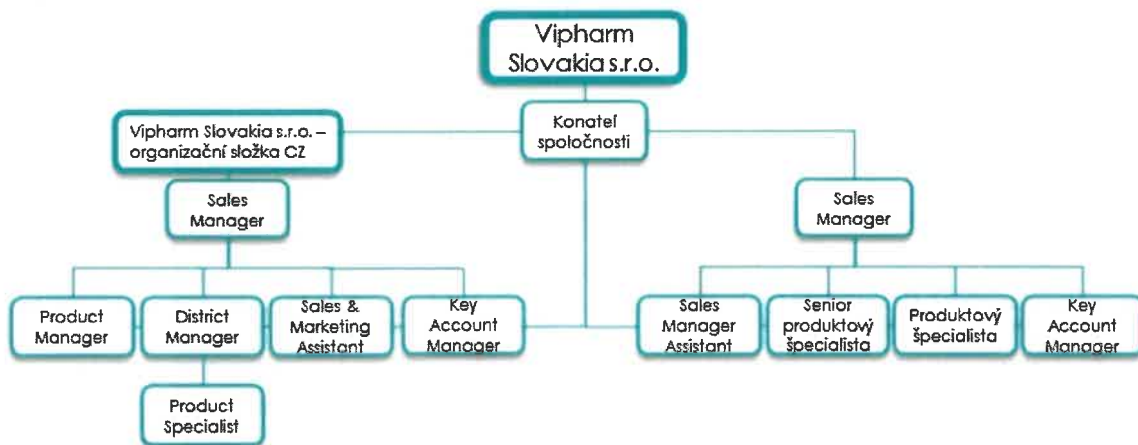 Vipharm
Slovakia s.r.o.
Konateľ
spoločnosti
Vipharm Slovakia s.r.o. –
organizační složka CZ
Sales
Manager
Sales
Manager
Product
Manager
District
Manager
Sales &
Marketing
Assistant
Key
Account
Manager
Sales
Manager
Assistant
Senior
produktový
špecialista
Produktový
špecialista
Key
Account
Manager
Product
Specialist